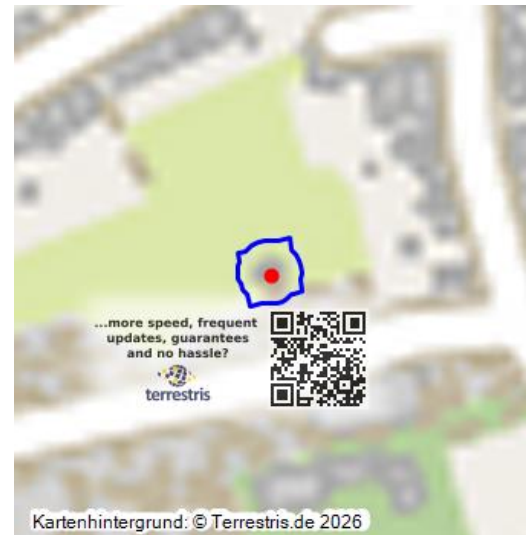 ...more speed, frequent
updates, guarantees
and no hassle?
terrestris
Kartenhintergrund: © Terrestris.de 2026